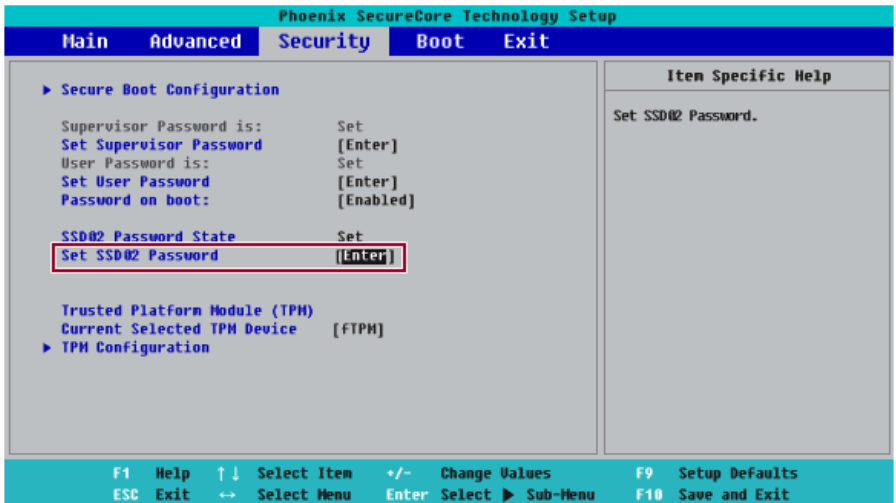 Phoenix SecureCore Technology Setup
Main Advanced Security Boot Exit
Item Specific Help
▶ Secure Boot Configuration
Set SSD02 Password.
Supervisor Password is: Set
Set Supervisor Password [Enter]
User Password is: Set
Set User Password [Enter]
Password on boot: [Enabled]
SSD02 Password State Set
Set SSD02 Password [Enter]
Trusted Platform Module (TPM)
Current Selected TPM Device [fTPM]
▶ TPM Configuration
F1 Help ↑↓ Select Item +/- Change Values F9 Setup Defaults
ESC Exit ↔ Select Menu Enter Select ▶ Sub-Menu F10 Save and Exit